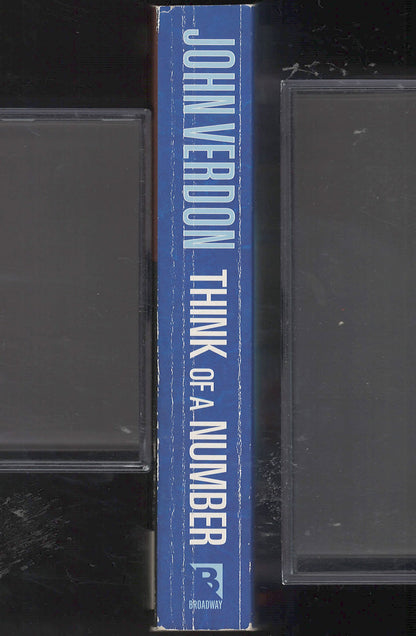 JOHN VERDON
THINK OF A NUMBER
B
BROADWAY